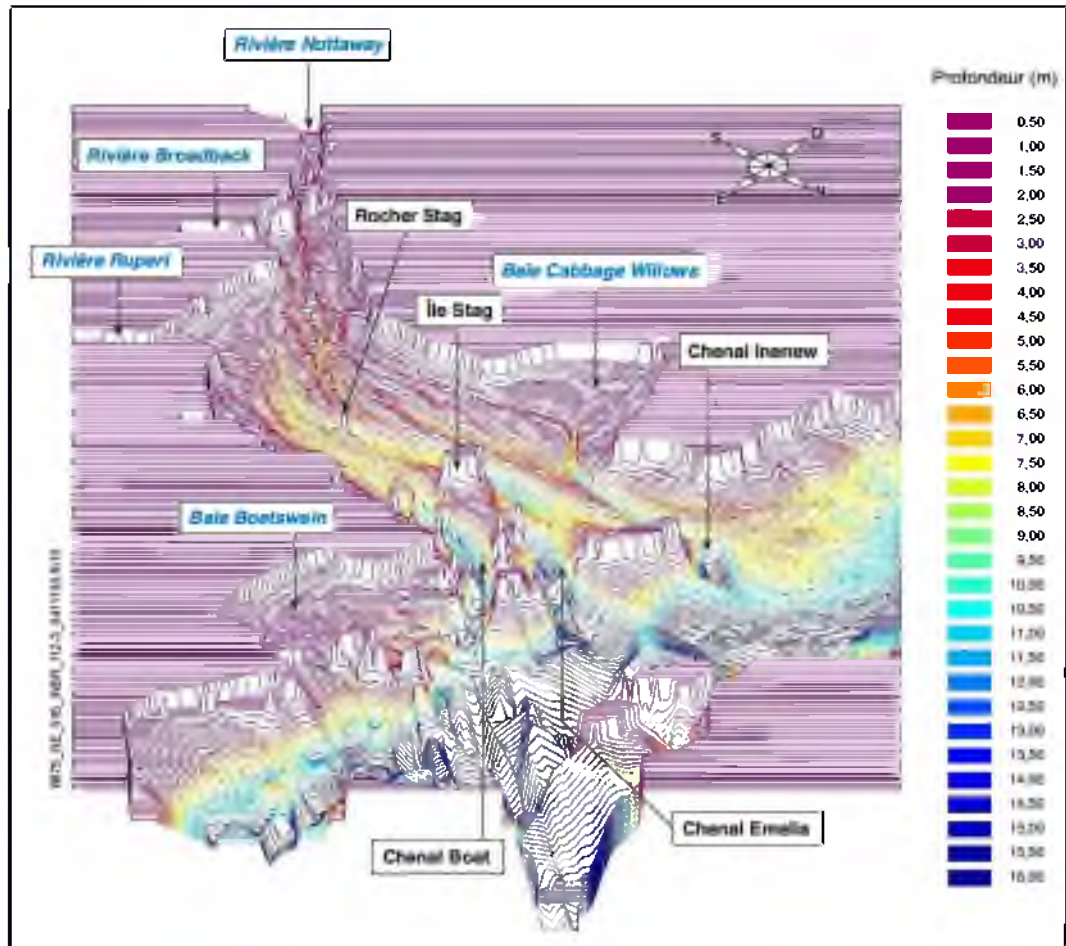 Rivière Nottaway
Profondeur (m)
Rivière Broadback
S
O
E
N
Rocher Stag
Rivière Rupert
Baie Cabbage Willows
Île Stag
Chenal Inenew
Baie Boatswain
Chenal Boat
Chenal Emelia
0,50
1,00
1,50
2,00
2,50
3,00
3,50
4,00
4,50
5,00
5,50
6,00
6,50
7,00
7,50
8,00
8,50
9,00
9,50
10,00
10,50
11,00
11,50
12,00
12,50
13,00
13,50
14,00
14,50
15,00
15,50
16,00